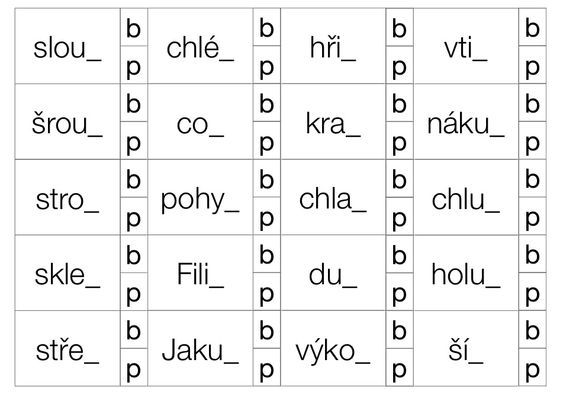 slou_ b p chlé_ b p hři_ b p vti_ b p
šrou_ b p co_ b p kra_ b p náku_ b p
stro_ b p pohy_ b p chla_ b p chlu_ b p
skle_ b p Fili_ b p du_ b p holu_ b p
stře_ b p Jaku_ b p výko_ b p ší_ b p